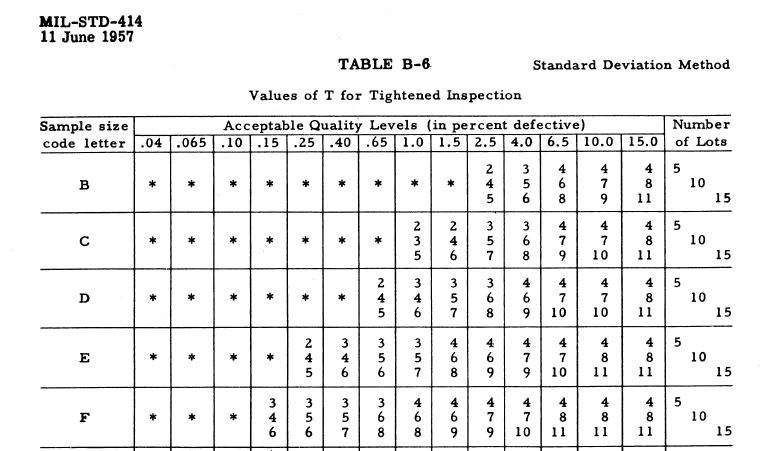 MIL-STD-414
11 June 1957
TABLE B-6 Standard Deviation Method
Values of T for Tightened Inspection
Sample size Acceptable Quality Levels (in percent defective) Number
code letter .04 .065 .10 .15 .25 .40 .65 1.0 1.5 2.5 4.0 6.5 10.0 15.0 of Lots
2 3 4 4 4 5
B * * * * * * * * * 4 5 6 7 8 10
5 6 8 9 11 15
2 2 3 3 4 4 4 5
C * * * * * * * 3 4 5 6 7 7 8 10
5 6 7 8 9 10 11 15
2 3 3 3 4 4 4 4 5
D * * * * * * 4 4 5 6 6 7 7 8 10
5 6 7 8 9 10 10 11 15
2 3 3 3 4 4 4 4 4 4 5
E * * * * 4 4 5 5 6 6 7 7 8 8 10
5 6 6 7 8 9 9 10 11 11 15
3 3 3 3 4 4 4 4 4 4 4 5
F * * * 4 5 5 6 6 6 7 7 8 8 8 10
6 6 7 8 8 9 9 10 11 11 11 15